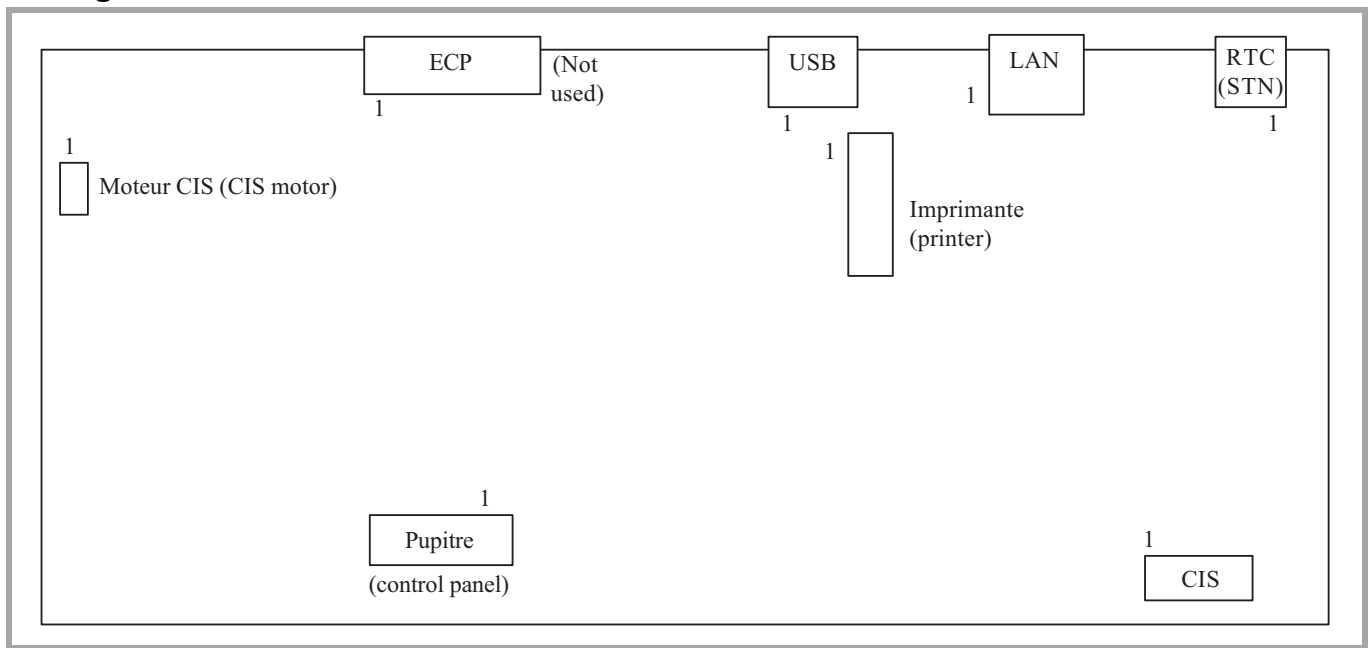 ECP
(Not
used)
1
USB
1
LAN
1
RTC
(STN)
1
1
Moteur CIS (CIS motor)
1
Imprimante
(printer)
1
Pupitre
(control panel)
1
CIS